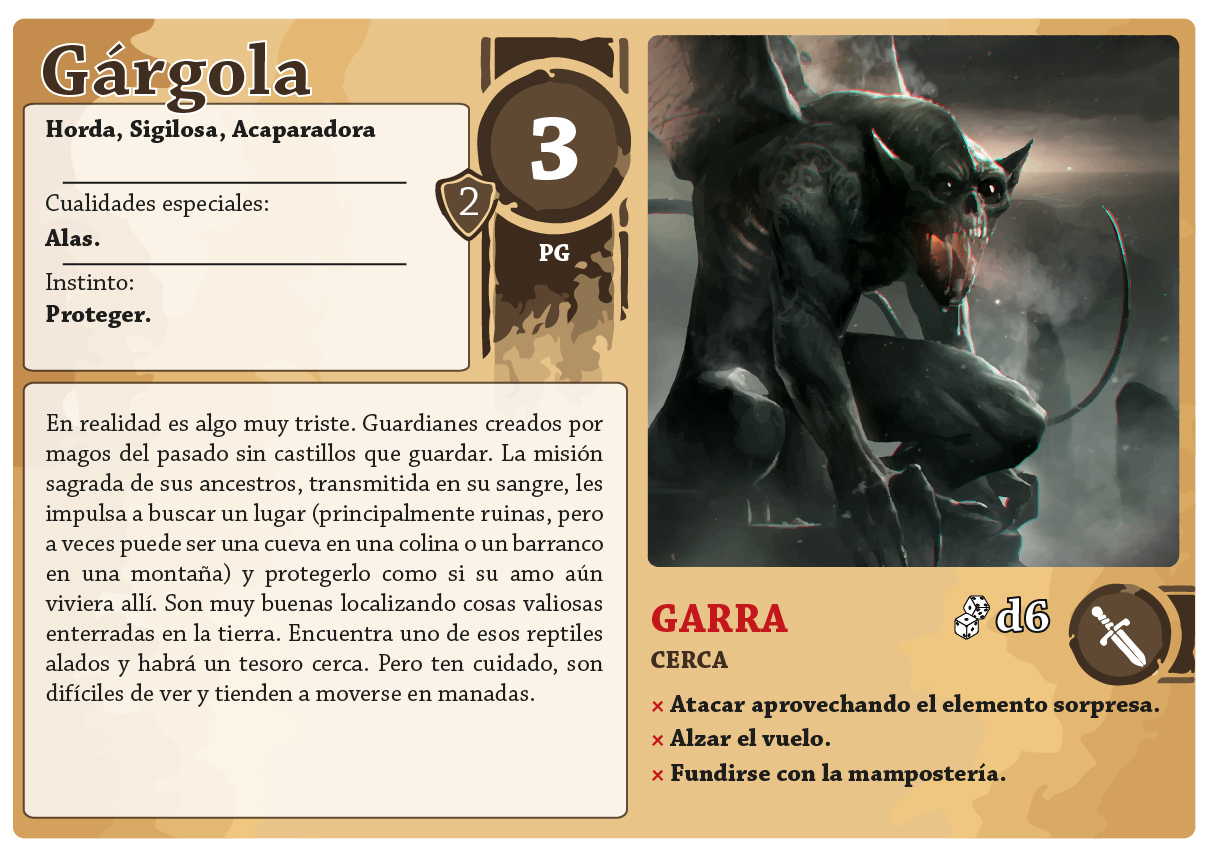 Gárgola
Horda, Sigilosa, Acaparadora
Cualidades especiales:
Alas.
Instinto:
Proteger.
3
2
PG
En realidad es algo muy triste. Guardianes creados por
magos del pasado sin castillos que guardar. La misión
sagrada de sus ancestros, transmitida en su sangre, les
impulsa a buscar un lugar (principalmente ruinas, pero
a veces puede ser una cueva en una colina o un barranco
en una montaña) y protegerlo como si su amo aún
viviera allí. Son muy buenas localizando cosas valiosas
enterradas en la tierra. Encuentra uno de esos reptiles
alados y habrá un tesoro cerca. Pero ten cuidado, son
difíciles de ver y tienden a moverse en manadas.
GARRA
d6
CERCA
× Atacar aprovechando el elemento sorpresa.
× Alzar el vuelo.
× Fundirse con la mampostería.